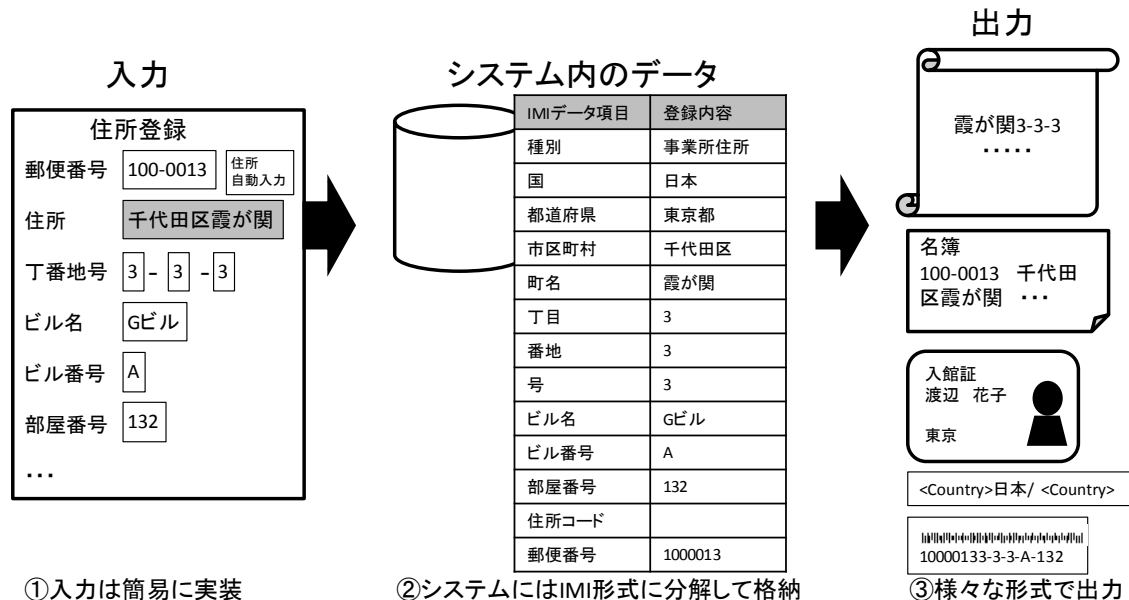 入力
住所登録
郵便番号 100-0013 住所
自動入力
住所 千代田区霞が関
丁番地号 3 - 3 - 3
ビル名 Gビル
ビル番号 A
部屋番号 132
・・・
①入力は簡易に実装
システム内のデータ
IMIデータ項目 登録内容
種別 事業所住所
国 日本
都道府県 東京都
市区町村 千代田区
町名 霞が関
丁目 3
番地 3
号 3
ビル名 Gビル
ビル番号 A
部屋番号 132
住所コード
郵便番号 1000013
②システムにはIMI形式に分解して格納
出力
霞が関3-3-3
・・・・・
名簿
100-0013 千代田
区霞が関 ・・・
入館証
渡辺 花子
東京
<Country>日本/ <Country>
10000133-3-3-A-132
③様々な形式で出力